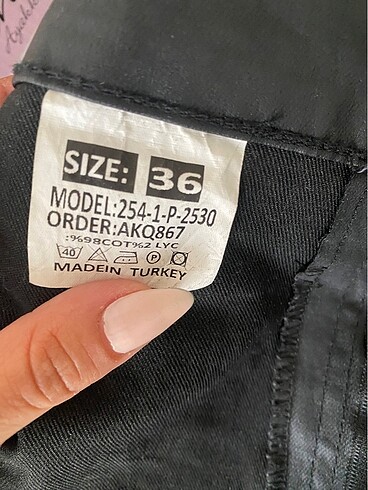 SIZE: 36
MODEL:254-1-P-2530
ORDER:AKQ867
:%98COT%2 LYC
40 P
MADEIN TURKEY